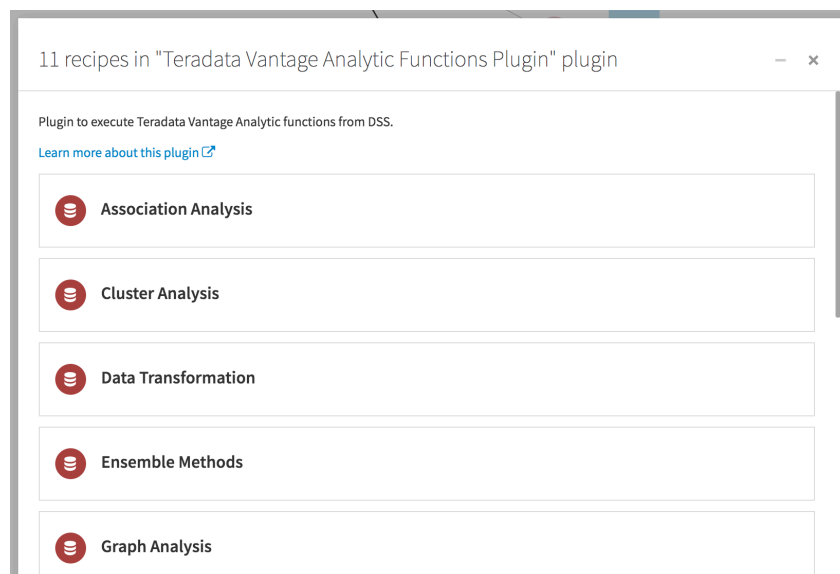 11 recipes in "Teradata Vantage Analytic Functions Plugin" plugin
Plugin to execute Teradata Vantage Analytic functions from DSS.
Learn more about this plugin
Association Analysis
Cluster Analysis
Data Transformation
Ensemble Methods
Graph Analysis